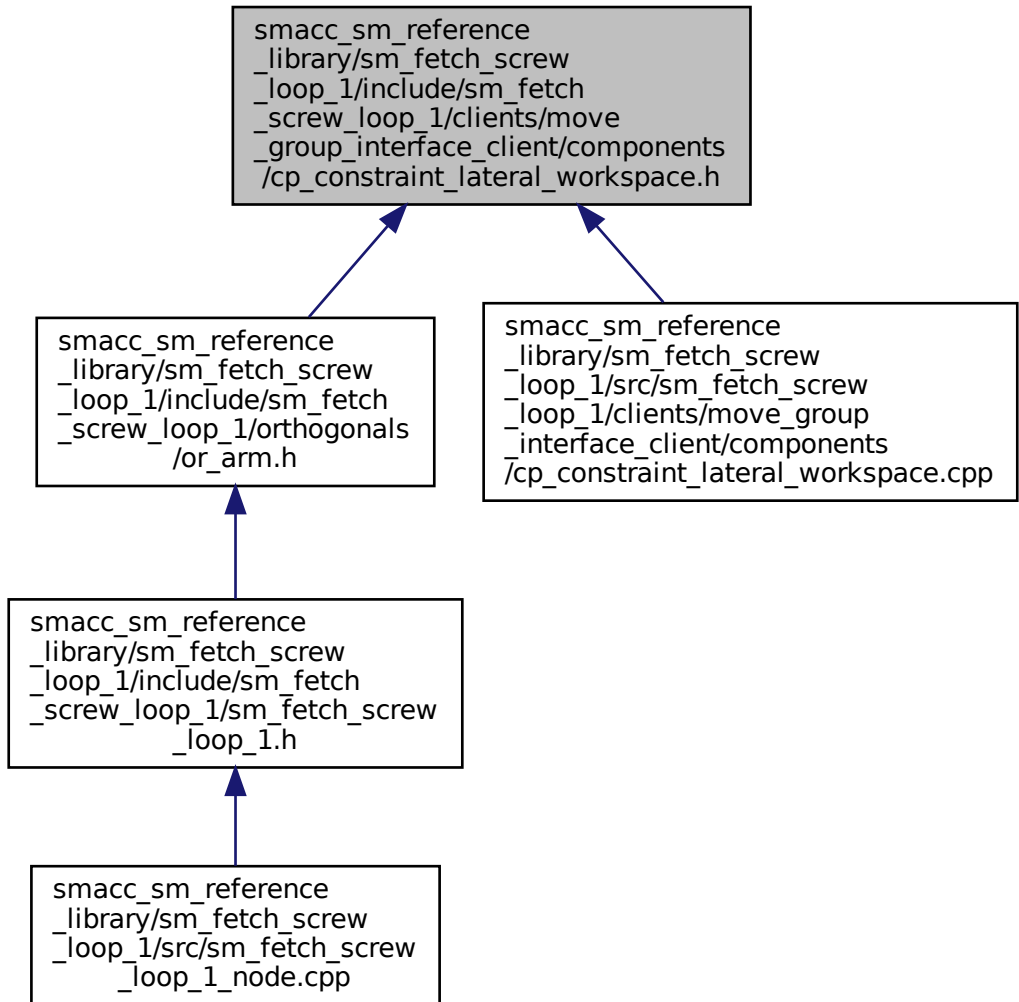 smacc_sm_reference
_library/sm_fetch_screw
_loop_1/include/sm_fetch
_screw_loop_1/clients/move
_group_interface_client/components
/cp_constraint_lateral_workspace.h
smacc_sm_reference
_library/sm_fetch_screw
_loop_1/include/sm_fetch
_screw_loop_1/orthogonals
/or_arm.h
smacc_sm_reference
_library/sm_fetch_screw
_loop_1/src/sm_fetch_screw
_loop_1/clients/move_group
_interface_client/components
/cp_constraint_lateral_workspace.cpp
smacc_sm_reference
_library/sm_fetch_screw
_loop_1/include/sm_fetch
_screw_loop_1/sm_fetch_screw
_loop_1.h
smacc_sm_reference
_library/sm_fetch_screw
_loop_1/src/sm_fetch_screw
_loop_1_node.cpp